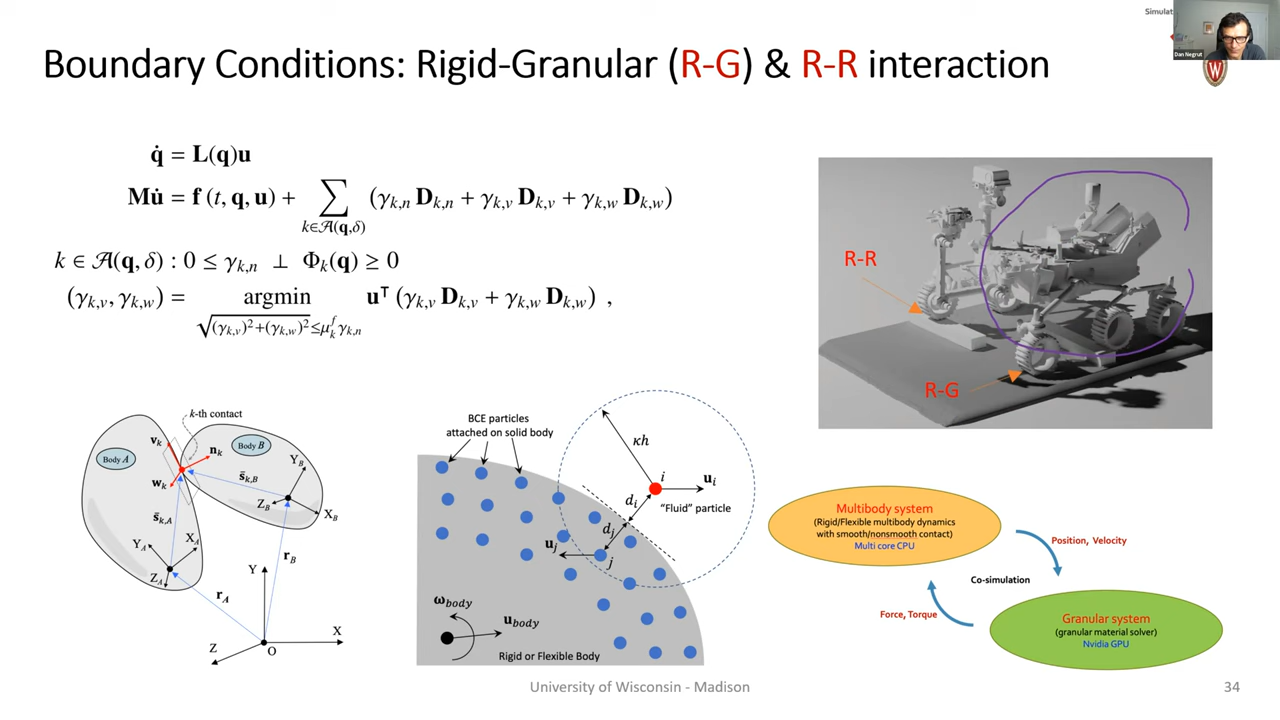 Simulat
Dan Negrut
Boundary Conditions: Rigid-Granular (R-G) & R-R interaction
W
q̇ = L(q)u
Mu̇ = f (t, q, u) + ∑ (γk,n Dk,n + γk,v Dk,v + γk,w Dk,w)
k∈𝒜(q,δ)
k ∈ 𝒜(q, δ) : 0 ≤ γk,n ⊥ Φk(q) ≥ 0
(γk,v, γk,w) = argmin uᵀ (γk,v Dk,v + γk,w Dk,w) ,
√(γk,v)²+(γk,w)² ≤ μₖᶠ γk,n
R-R
R-G
k-th contact
Body A
Body B
vk
nk
wk
s̄k,B
s̄k,A
YB
ZB
XB
YA
XA
ZA
rB
rA
Y
X
Z
O
BCE particles
attached on solid body
κh
i
ui
di
"Fluid" particle
dj
uj
j
ωbody
ubody
Rigid or Flexible Body
Multibody system
(Rigid/Flexible multibody dynamics
with smooth/nonsmooth contact)
Multi core CPU
Position, Velocity
Co-simulation
Force, Torque
Granular system
(granular material solver)
Nvidia GPU
University of Wisconsin - Madison
34